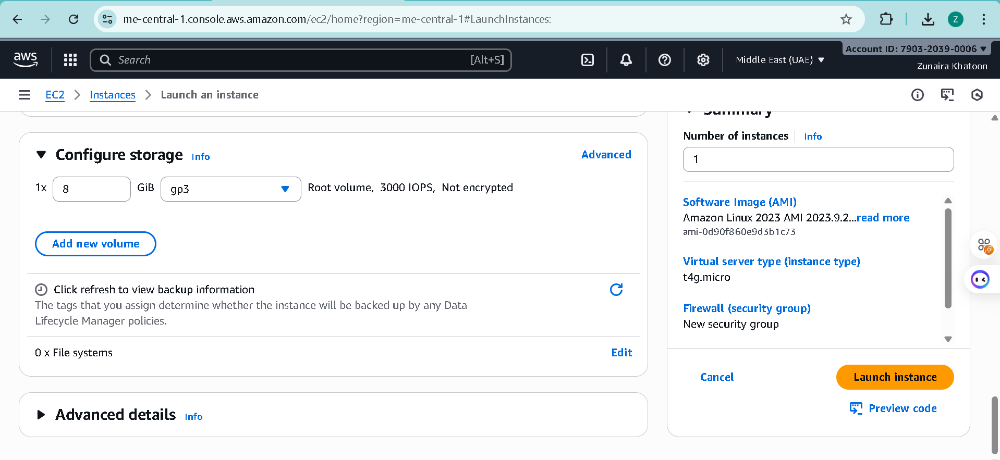 me-central-1.console.aws.amazon.com/ec2/home?region=me-central-1#LaunchInstances:
Z
aws
Search
[Alt+S]
Middle East (UAE)
Account ID: 7903-2039-0006
Zunaira Khatoon
EC2
Instances
Launch an instance
Configure storage
Info
Advanced
1x
8
GiB
gp3
Root volume, 3000 IOPS, Not encrypted
Add new volume
Click refresh to view backup information
The tags that you assign determine whether the instance will be backed up by any Data
Lifecycle Manager policies.
0 x File systems
Edit
Advanced details
Info
Summary
Number of instances
Info
1
Software Image (AMI)
Amazon Linux 2023 AMI 2023.9.2...read more
ami-0d90f860e9d3b1c73
Virtual server type (instance type)
t4g.micro
Firewall (security group)
New security group
Cancel
Launch instance
Preview code